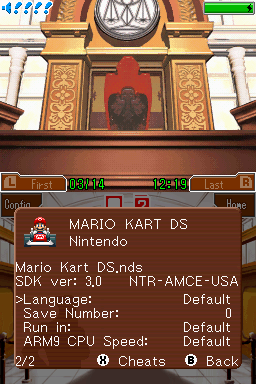 L First 03/14 12:19 Last R
Config Home
MARIO KART DS
Nintendo
Mario Kart DS.nds
SDK ver: 3.0 NTR-AMCE-USA
>Language: Default
Save Number: 0
Run in: Default
ARM9 CPU Speed: Default
2/2 X Cheats B Back